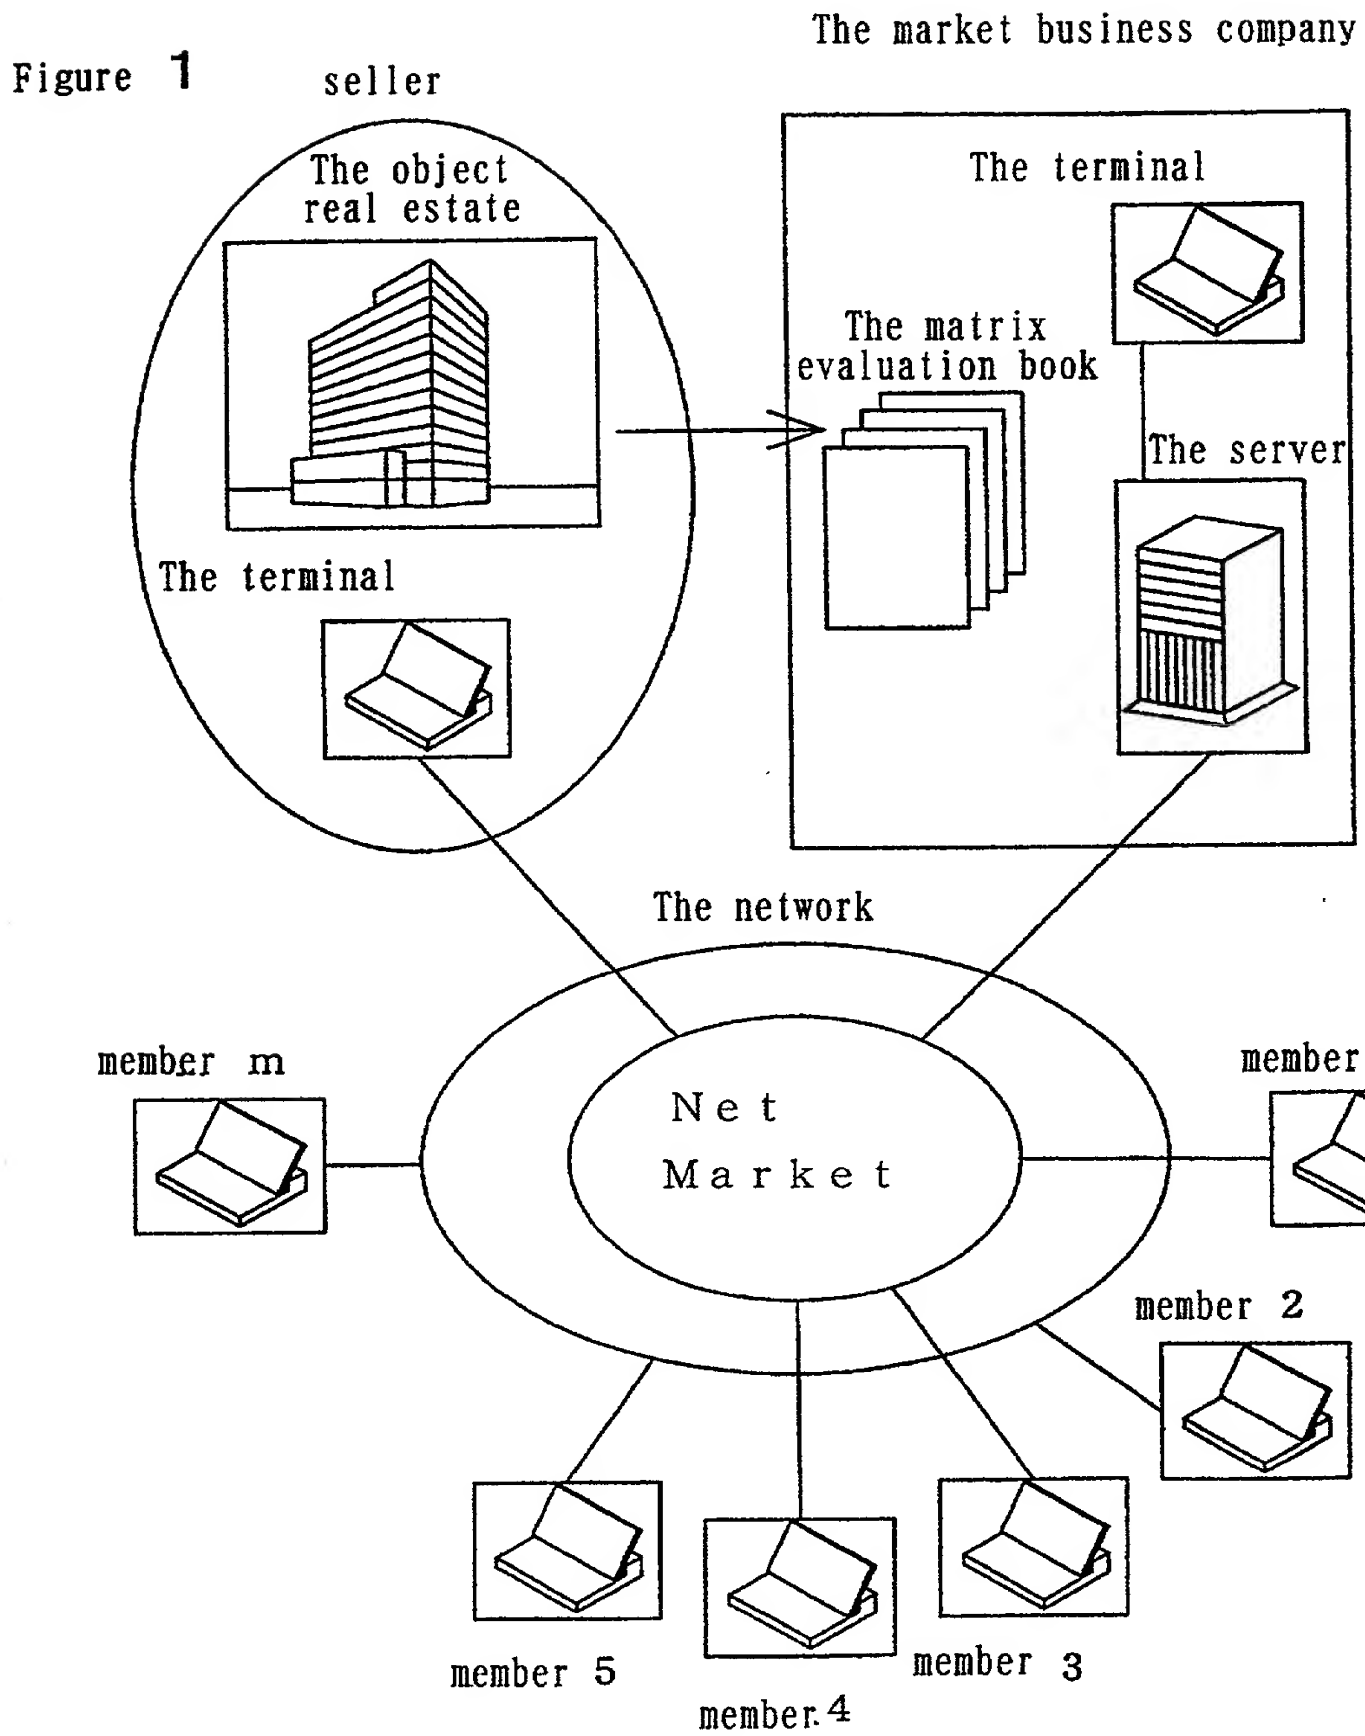 The market business company
Figure 1
seller
The object
real estate
The terminal
The matrix
evaluation book
The server
The terminal
The network
member m
member
Net
Market
member 2
member 5
member 3
member.4